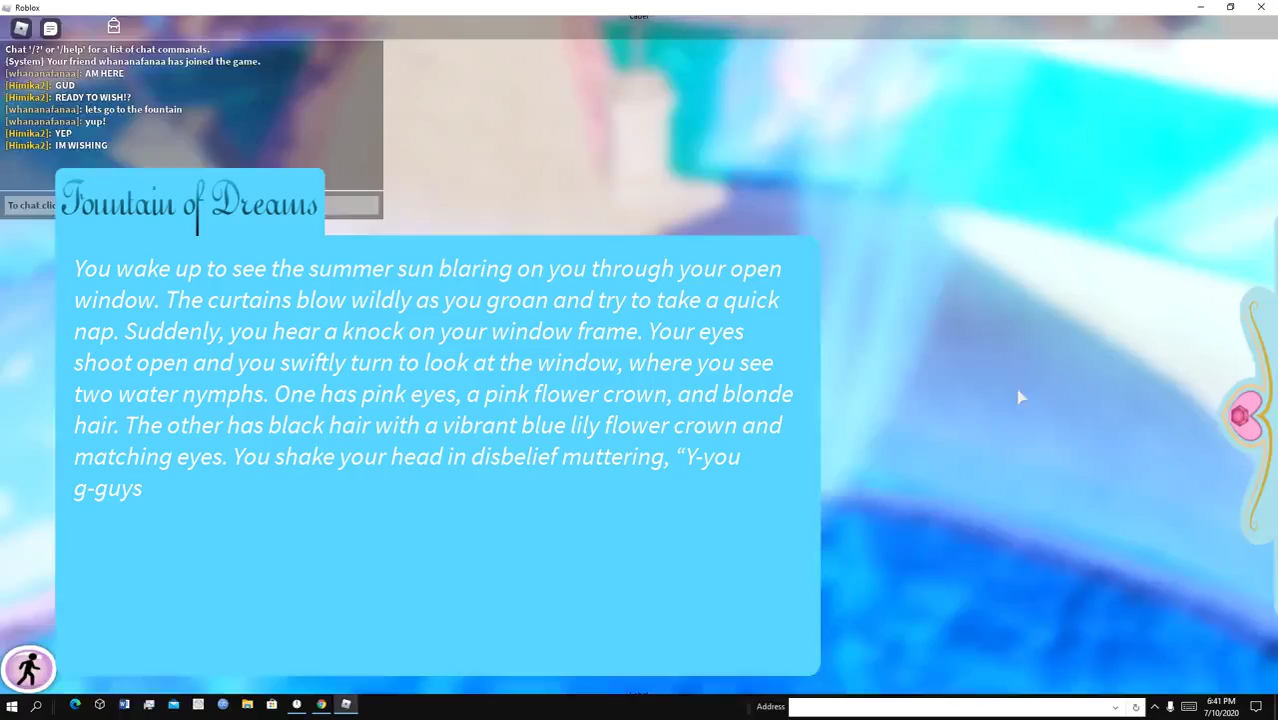 Roblox
Label
Chat '/?' or '/help' for a list of chat commands.
{System} Your friend whananafanaa has joined the game.
[whananafanaa]: AM HERE
[Himika2]: GUD
[Himika2]: READY TO WISH!?
[whananafanaa]: lets go to the fountain
[whananafanaa]: yup!
[Himika2]: YEP
[Himika2]: IM WISHING
To chat clic
Fountain of Dreams
You wake up to see the summer sun blaring on you through your open
window. The curtains blow wildly as you groan and try to take a quick
nap. Suddenly, you hear a knock on your window frame. Your eyes
shoot open and you swiftly turn to look at the window, where you see
two water nymphs. One has pink eyes, a pink flower crown, and blonde
hair. The other has black hair with a vibrant blue lily flower crown and
matching eyes. You shake your head in disbelief muttering, “Y-you
g-guys
Address
6:41 PM
7/10/2020